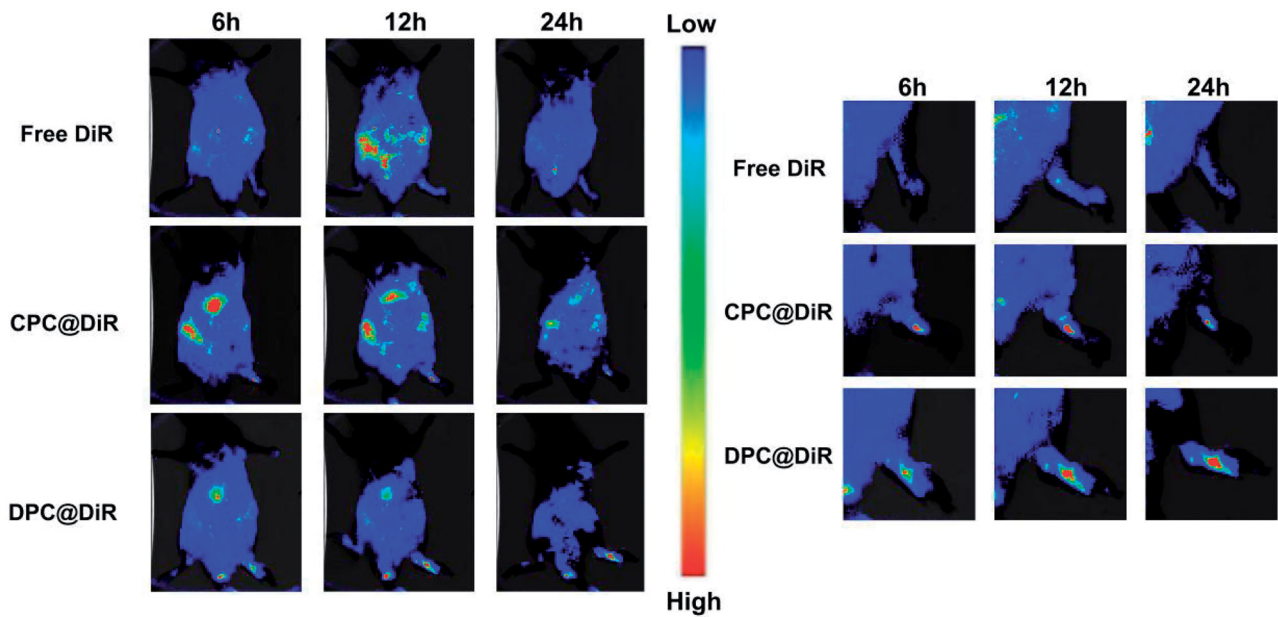 6h 12h 24h
Low
Free DiR
CPC@DiR
DPC@DiR
High
6h 12h 24h
Free DiR
CPC@DiR
DPC@DiR